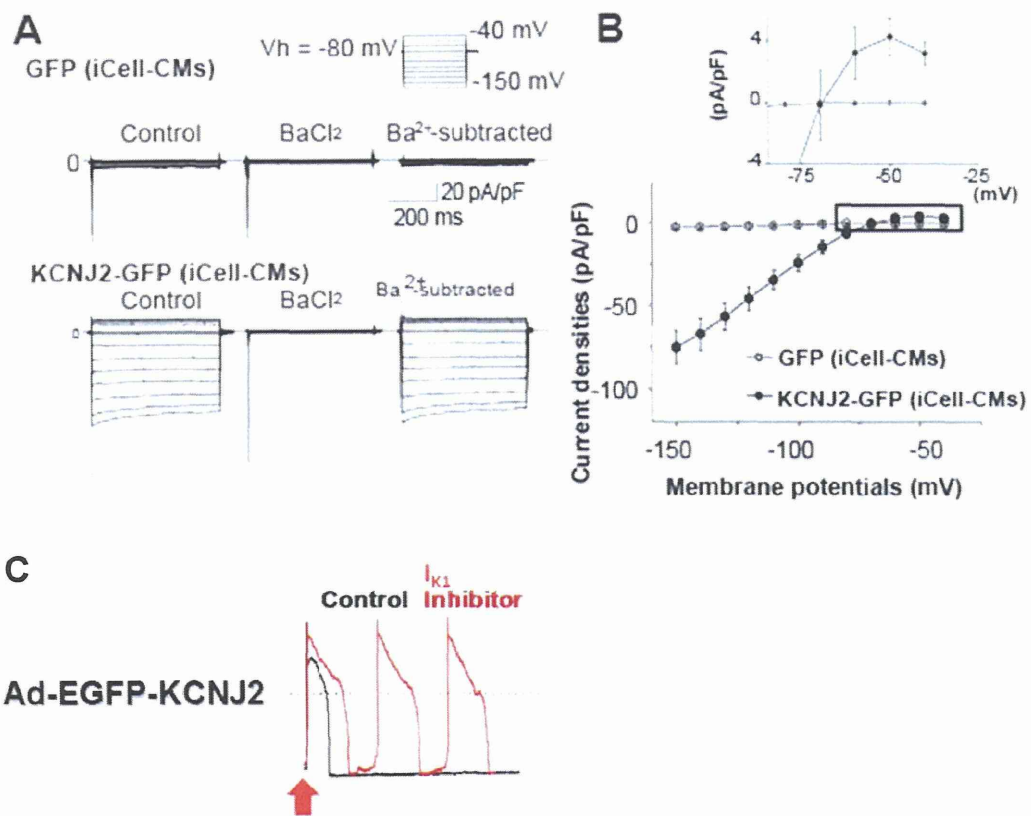 A
Vh = -80 mV
-40 mV
-150 mV
GFP (iCell-CMs)
Control
BaCl2
Ba2+-subtracted
0
20 pA/pF
200 ms
KCNJ2-GFP (iCell-CMs)
Control
BaCl2
Ba2+-subtracted
0
B
(pA/pF)
4
0
-4
-75
-50
-25
(mV)
Current densities (pA/pF)
0
-50
-100
GFP (iCell-CMs)
KCNJ2-GFP (iCell-CMs)
-150
-100
-50
Membrane potentials (mV)
C
Control
IK1
Inhibitor
Ad-EGFP-KCNJ2